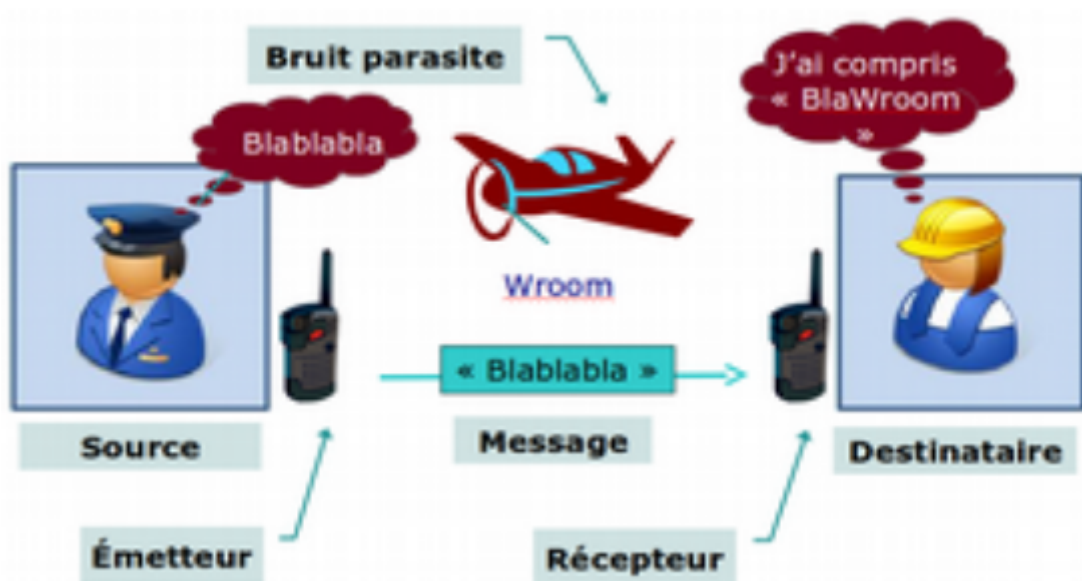 Bruit parasite
J'ai compris
« BlaWroom
»
Blablabla
Wroom
« Blablabla »
Source
Message
Destinataire
Émetteur
Récepteur